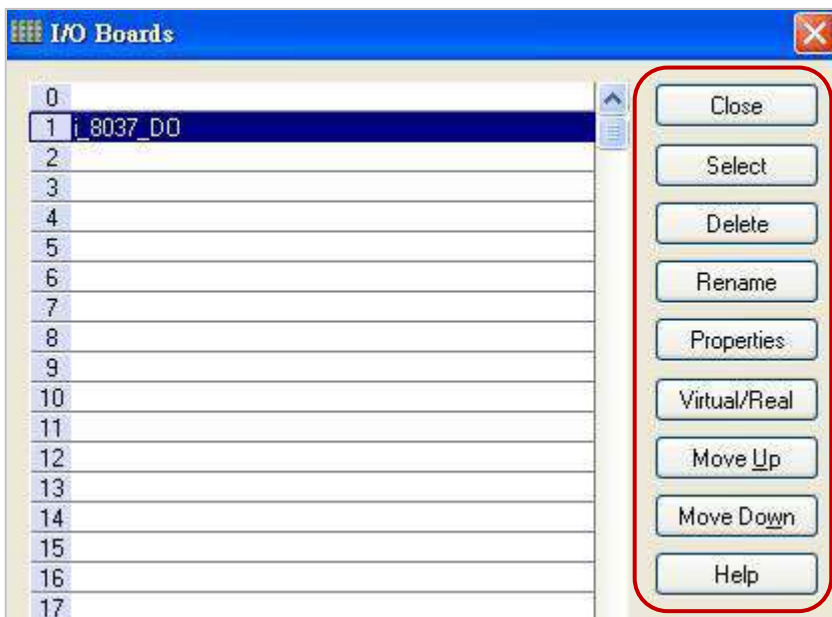 I/O Boards
0
1 i_8037_DO
2
3
4
5
6
7
8
9
10
11
12
13
14
15
16
17
Close
Select
Delete
Rename
Properties
Virtual/Real
Move Up
Move Down
Help